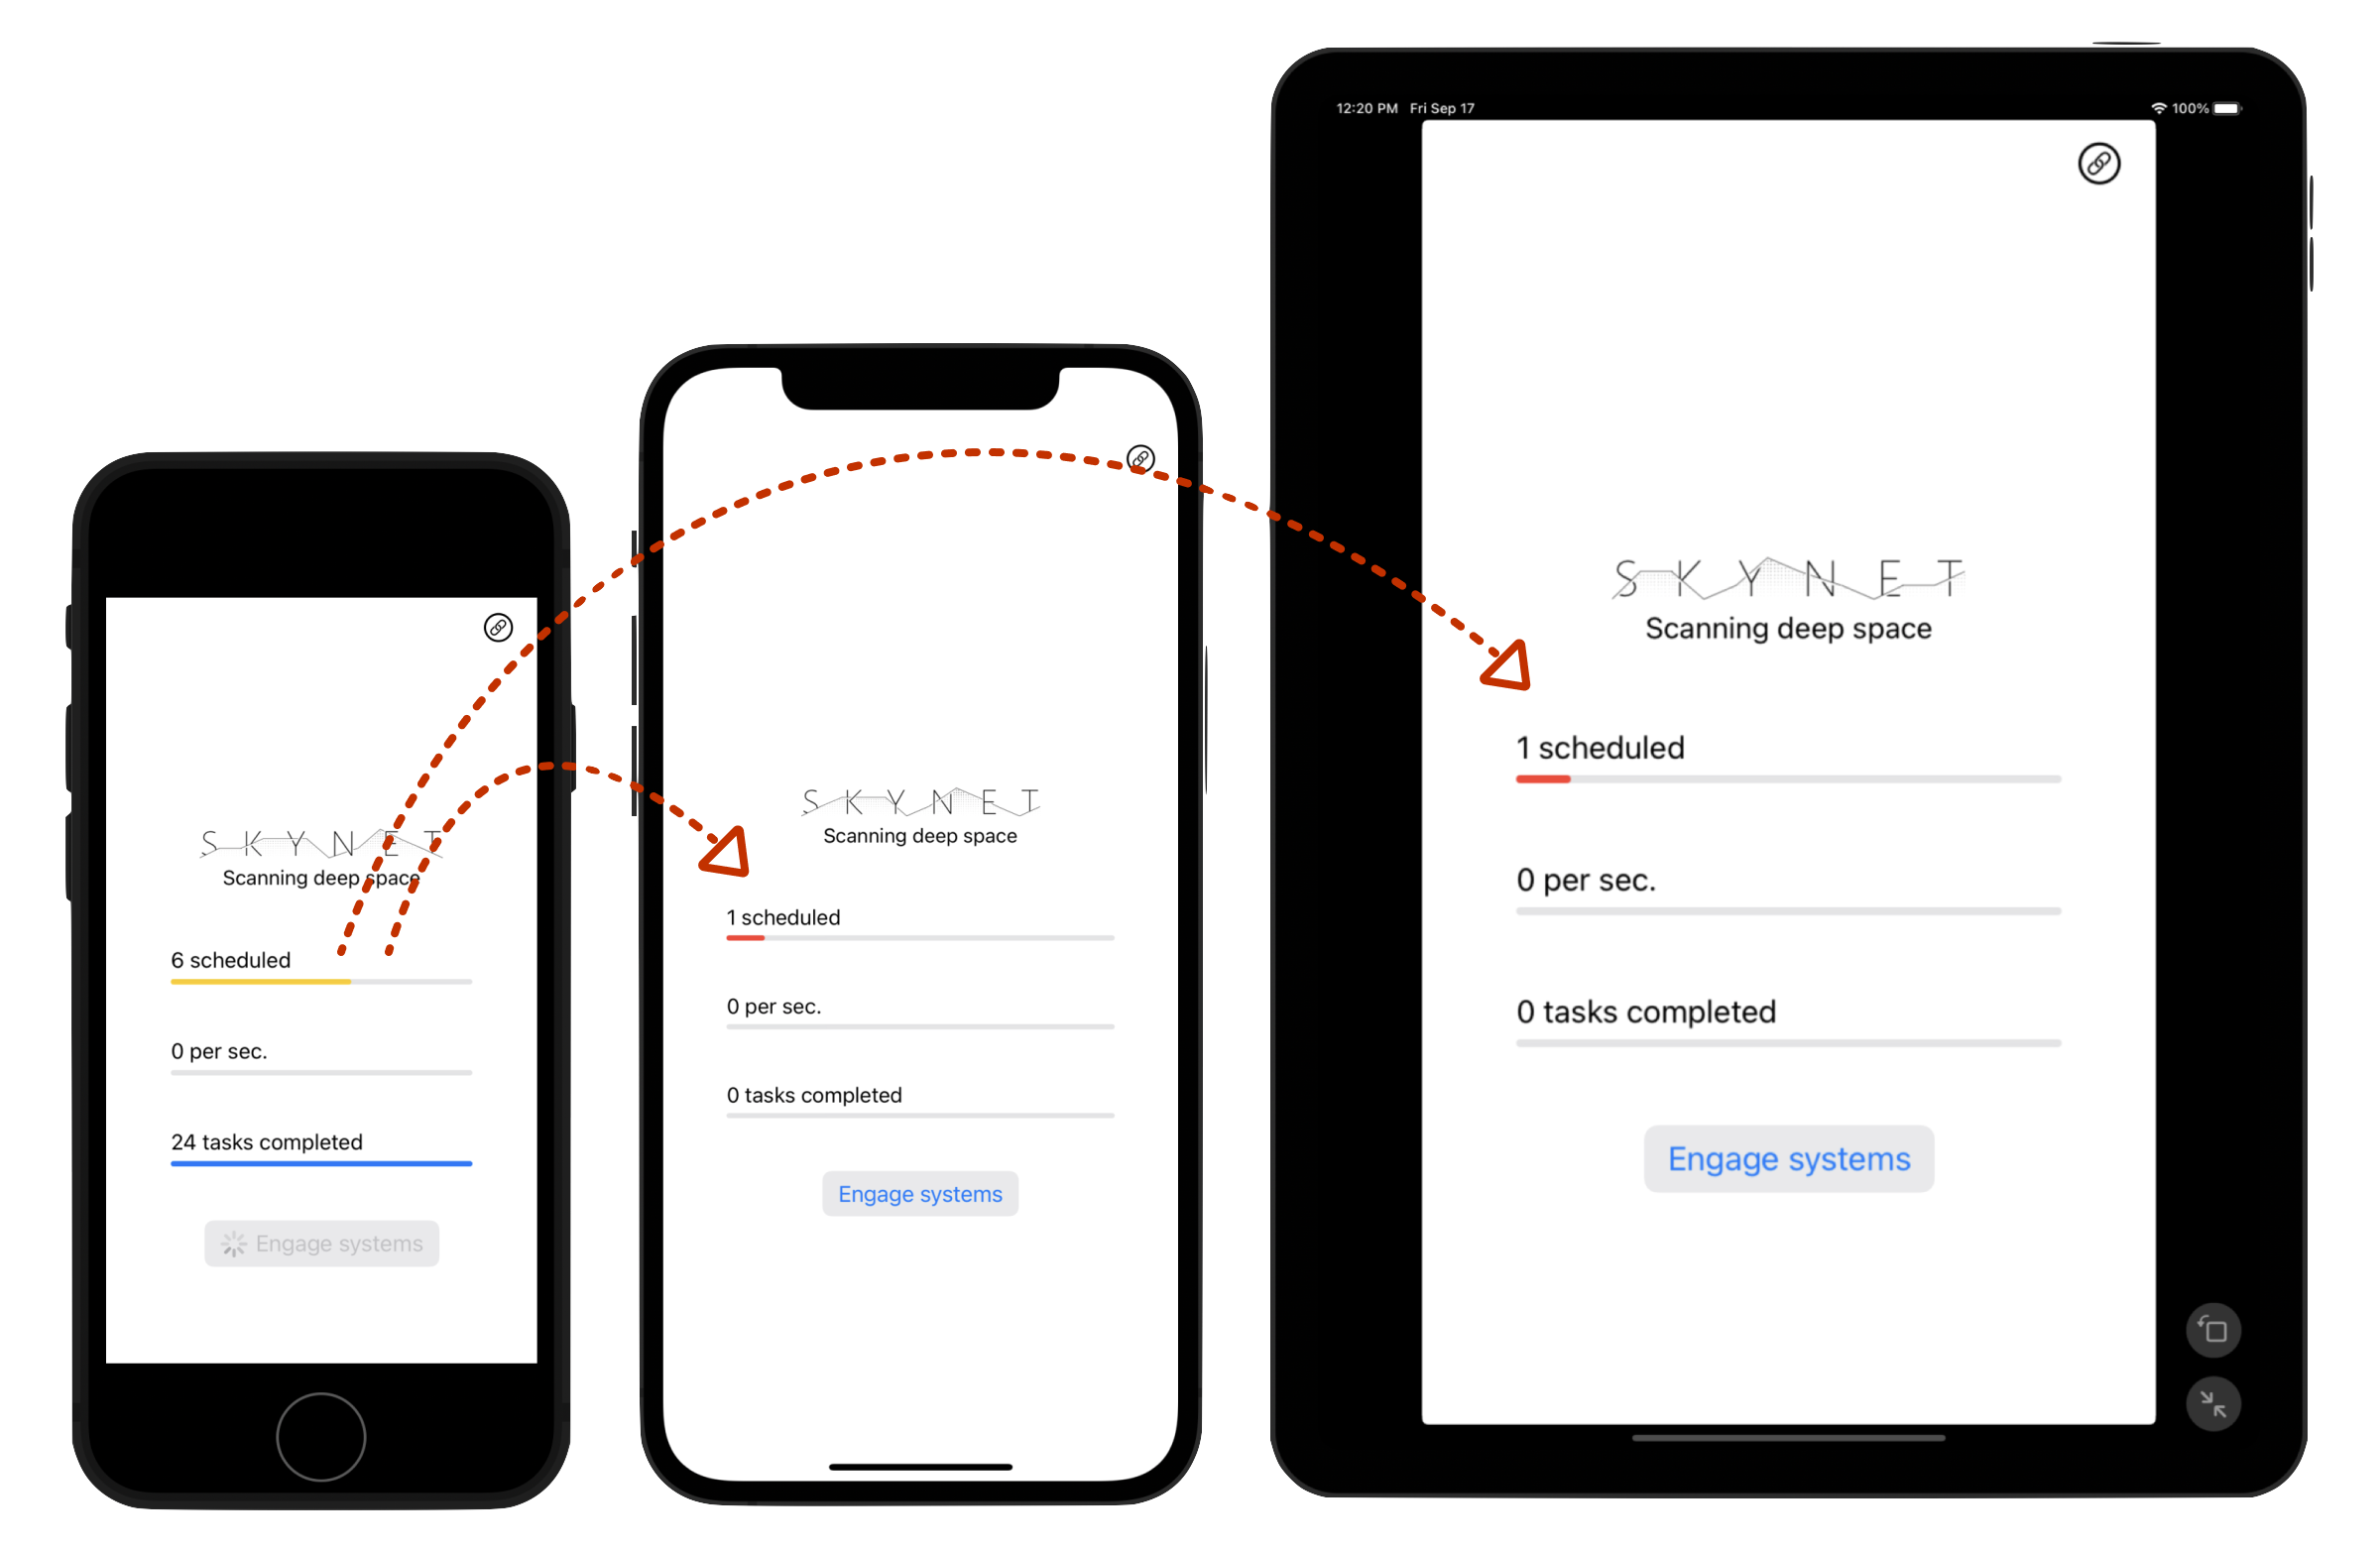 SKYNET
Scanning deep space
6 scheduled
0 per sec.
24 tasks completed
Engage systems
SKYNET
Scanning deep space
1 scheduled
0 per sec.
0 tasks completed
Engage systems
12:20 PM Fri Sep 17
100%
SKYNET
Scanning deep space
1 scheduled
0 per sec.
0 tasks completed
Engage systems